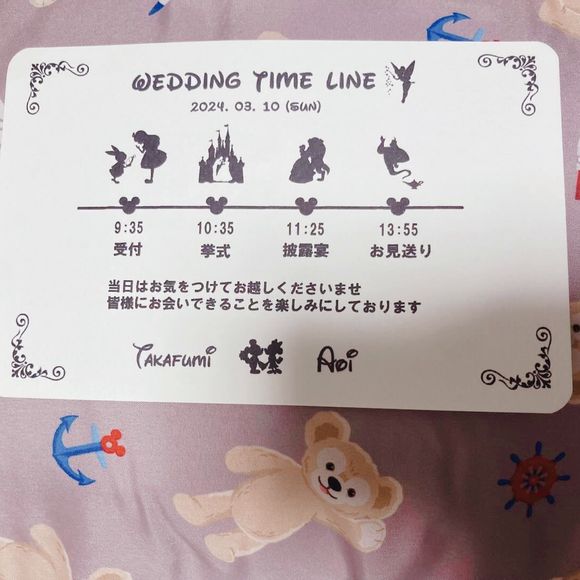 WEDDING TIME LINE
2024. 03. 10 (SUN)
9:35 10:35 11:25 13:55
受付 挙式 披露宴 お見送り
当日はお気をつけてお越しくださいませ
皆様にお会いできることを楽しみにしております
TAKAFUMI AOI